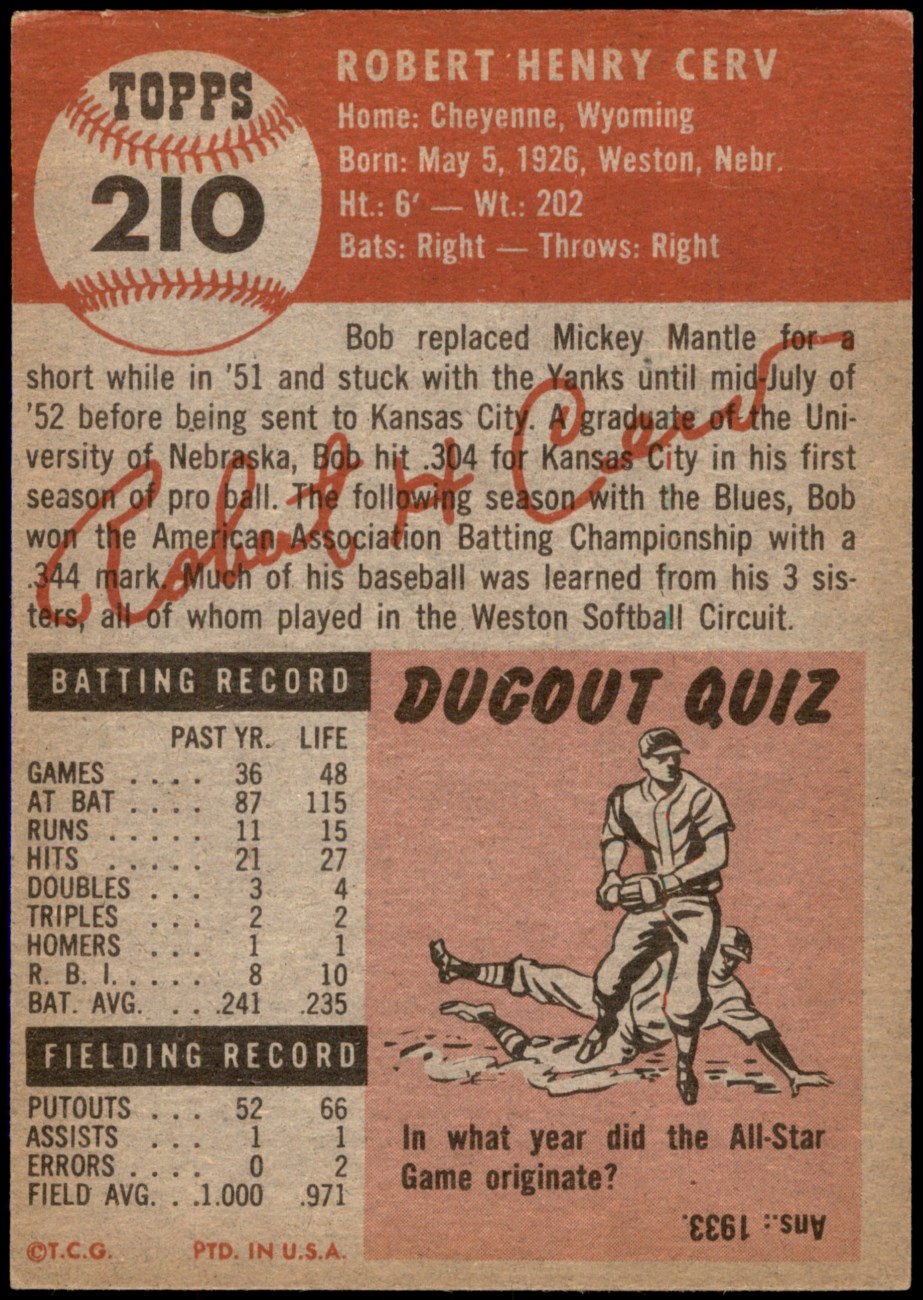 TOPPS
210
ROBERT HENRY CERV
Home: Cheyenne, Wyoming
Born: May 5, 1926, Weston, Nebr.
Ht.: 6' — Wt.: 202
Bats: Right — Throws: Right
Bob replaced Mickey Mantle for a
short while in '51 and stuck with the Yanks until mid-July of
'52 before being sent to Kansas City. A graduate of the Uni-
versity of Nebraska, Bob hit .304 for Kansas City in his first
season of pro ball. The following season with the Blues, Bob
won the American Association Batting Championship with a
.344 mark. Much of his baseball was learned from his 3 sis-
ters, all of whom played in the Weston Softball Circuit.
Robert H Cerv
BATTING RECORD
PAST YR. LIFE
GAMES .... 36 48
AT BAT .... 87 115
RUNS ..... 11 15
HITS ..... 21 27
DOUBLES ... 3 4
TRIPLES ... 2 2
HOMERS ... 1 1
R. B. I. .... 8 10
BAT. AVG. ... .241 .235
FIELDING RECORD
PUTOUTS ... 52 66
ASSISTS ... 1 1
ERRORS .... 0 2
FIELD AVG. .. .1.000 .971
©T.C.G. PTD. IN U.S.A.
DUGOUT QUIZ
In what year did the All-Star
Game originate?
Ans.: 1933.